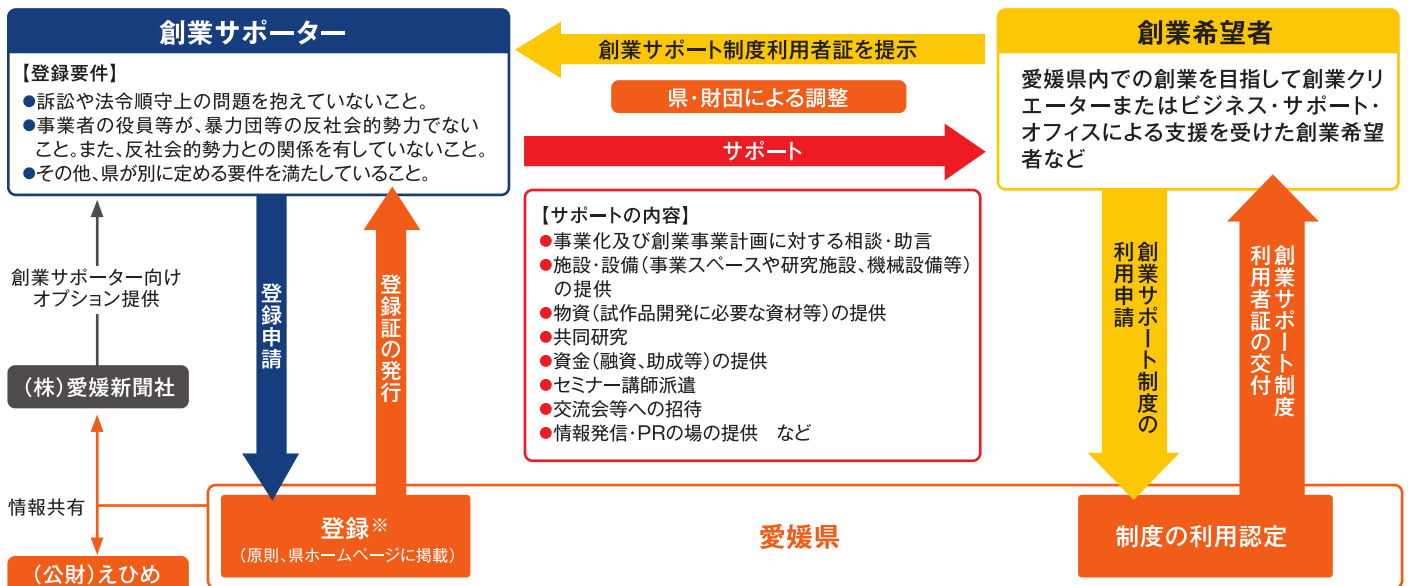 創業サポーター
【登録要件】
●訴訟や法令順守上の問題を抱えていないこと。
●事業者の役員等が、暴力団等の反社会的勢力でない
こと。また、反社会的勢力との関係を有していないこと。
●その他、県が別に定める要件を満たしていること。
創業サポート制度利用者証を提示
県・財団による調整
サポート
創業希望者
愛媛県内での創業を目指して創業クリ
エーターまたはビジネス・サポート・
オフィスによる支援を受けた創業希望
者など
【サポートの内容】
●事業化及び創業事業計画に対する相談・助言
●施設・設備（事業スペースや研究施設、機械設備等）
の提供
●物資（試作品開発に必要な資材等）の提供
●共同研究
●資金（融資、助成等）の提供
●セミナー講師派遣
●交流会等への招待
●情報発信・PRの場の提供　など
創業サポーター向け
オプション提供
（株）愛媛新聞社
情報共有
（公財）えひめ
登録申請
登録証の発行
創業サポート制度の
利用申請
創業サポート制度
利用者証の交付
登録※
（原則、県ホームページに掲載）
愛媛県
制度の利用認定